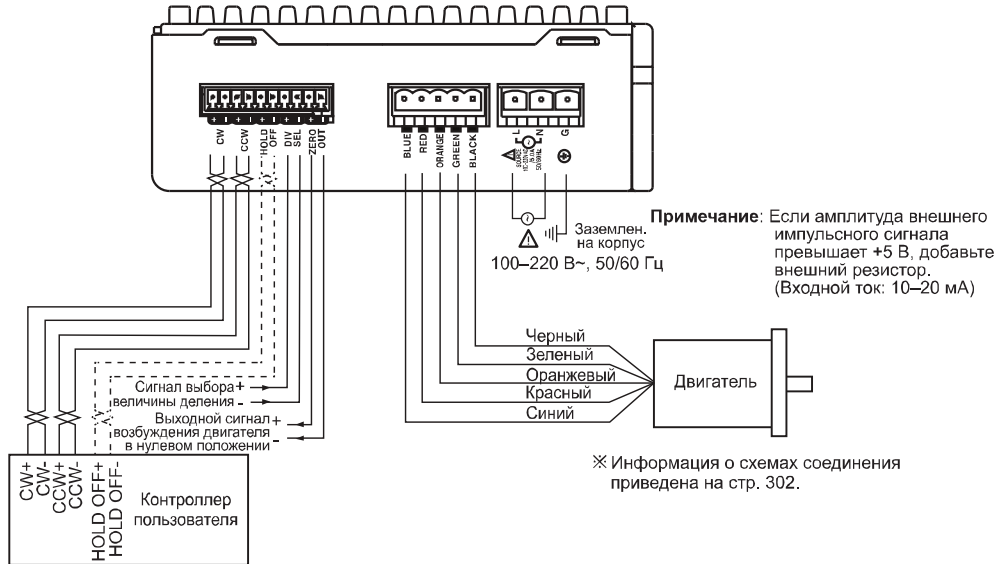 CW
CCW
HOLD
OFF
DIV
SEL
ZERO
OUT
BLUE
RED
ORANGE
GREEN
BLACK
L
N
G
SOURCE
50/60Hz
Заземлен.
на корпус
100–220 В~, 50/60 Гц
Примечание: Если амплитуда внешнего
импульсного сигнала
превышает +5 В, добавьте
внешний резистор.
(Входной ток: 10–20 мА)
Черный
Зеленый
Оранжевый
Красный
Синий
Двигатель
Сигнал выбора +
величины деления -
Выходной сигнал +
возбуждения двигателя
в нулевом положении -
CW+
CW-
CCW+
CCW-
HOLD OFF+
HOLD OFF-
Контроллер
пользователя
※ Информация о схемах соединения
приведена на стр. 302.